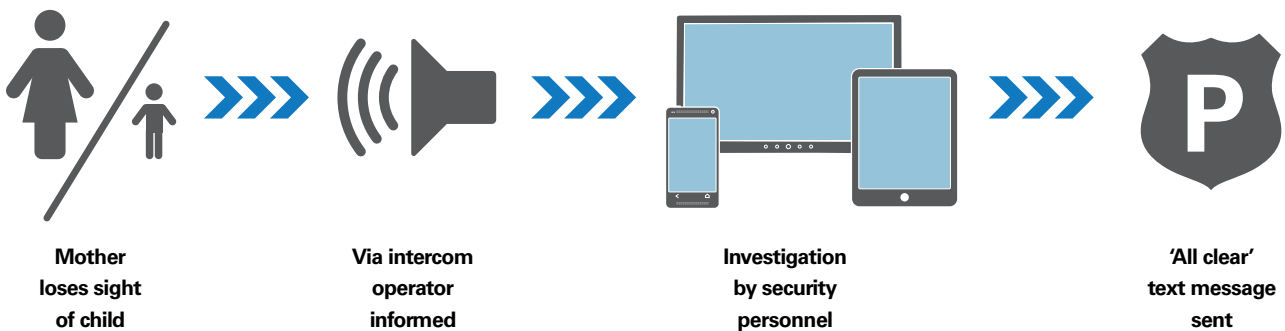 P
Mother
loses sight
of child
Via intercom
operator
informed
Investigation
by security
personnel
‘All clear’
text message
sent